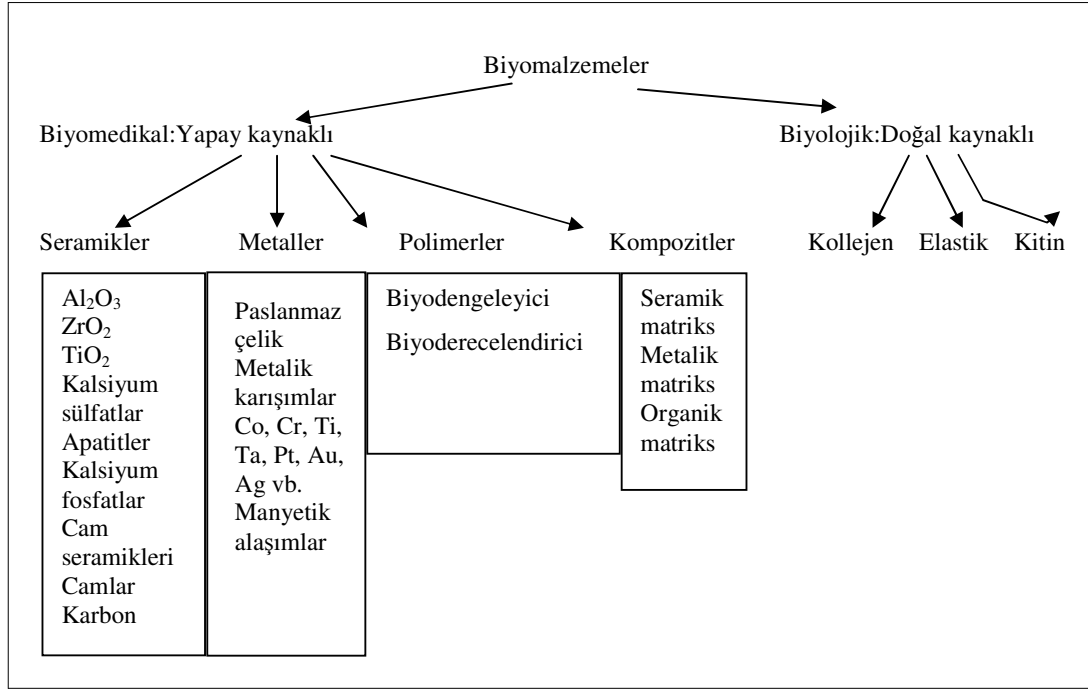 Biyomalzemeler
Biyomedikal:Yapay kaynaklı
Biyolojik:Doğal kaynaklı
Seramikler
Metaller
Polimerler
Kompozitler
Kollejen
Elastik
Kitin
Al₂O₃
ZrO₂
TiO₂
Kalsiyum
sülfatlar
Apatitler
Kalsiyum
fosfatlar
Cam
seramikleri
Camlar
Karbon
Paslanmaz
çelik
Metalik
karışımlar
Co, Cr, Ti,
Ta, Pt, Au,
Ag vb.
Manyetik
alaşımlar
Biyodengeleyici
Biyoderecelendirici
Seramik
matriks
Metalik
matriks
Organik
matriks